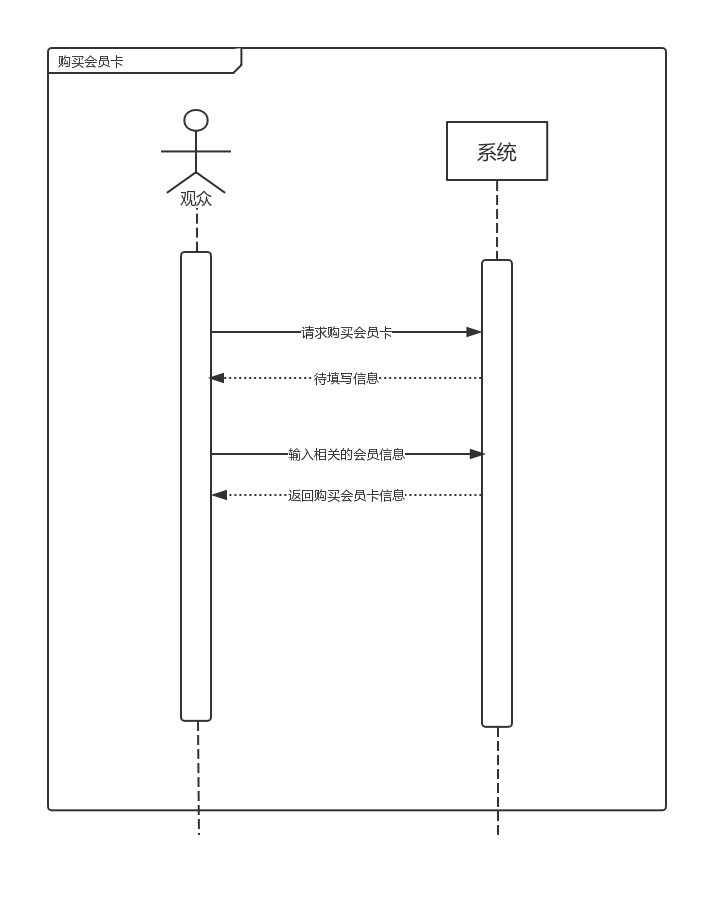 购买会员卡
系统
观众
请求购买会员卡
待填写信息
输入相关的会员信息
返回购买会员卡信息